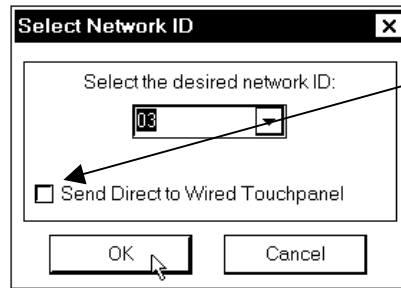 Select Network ID
Select the desired network ID:
03
Send Direct to Wired Touchpanel
OK
Cancel